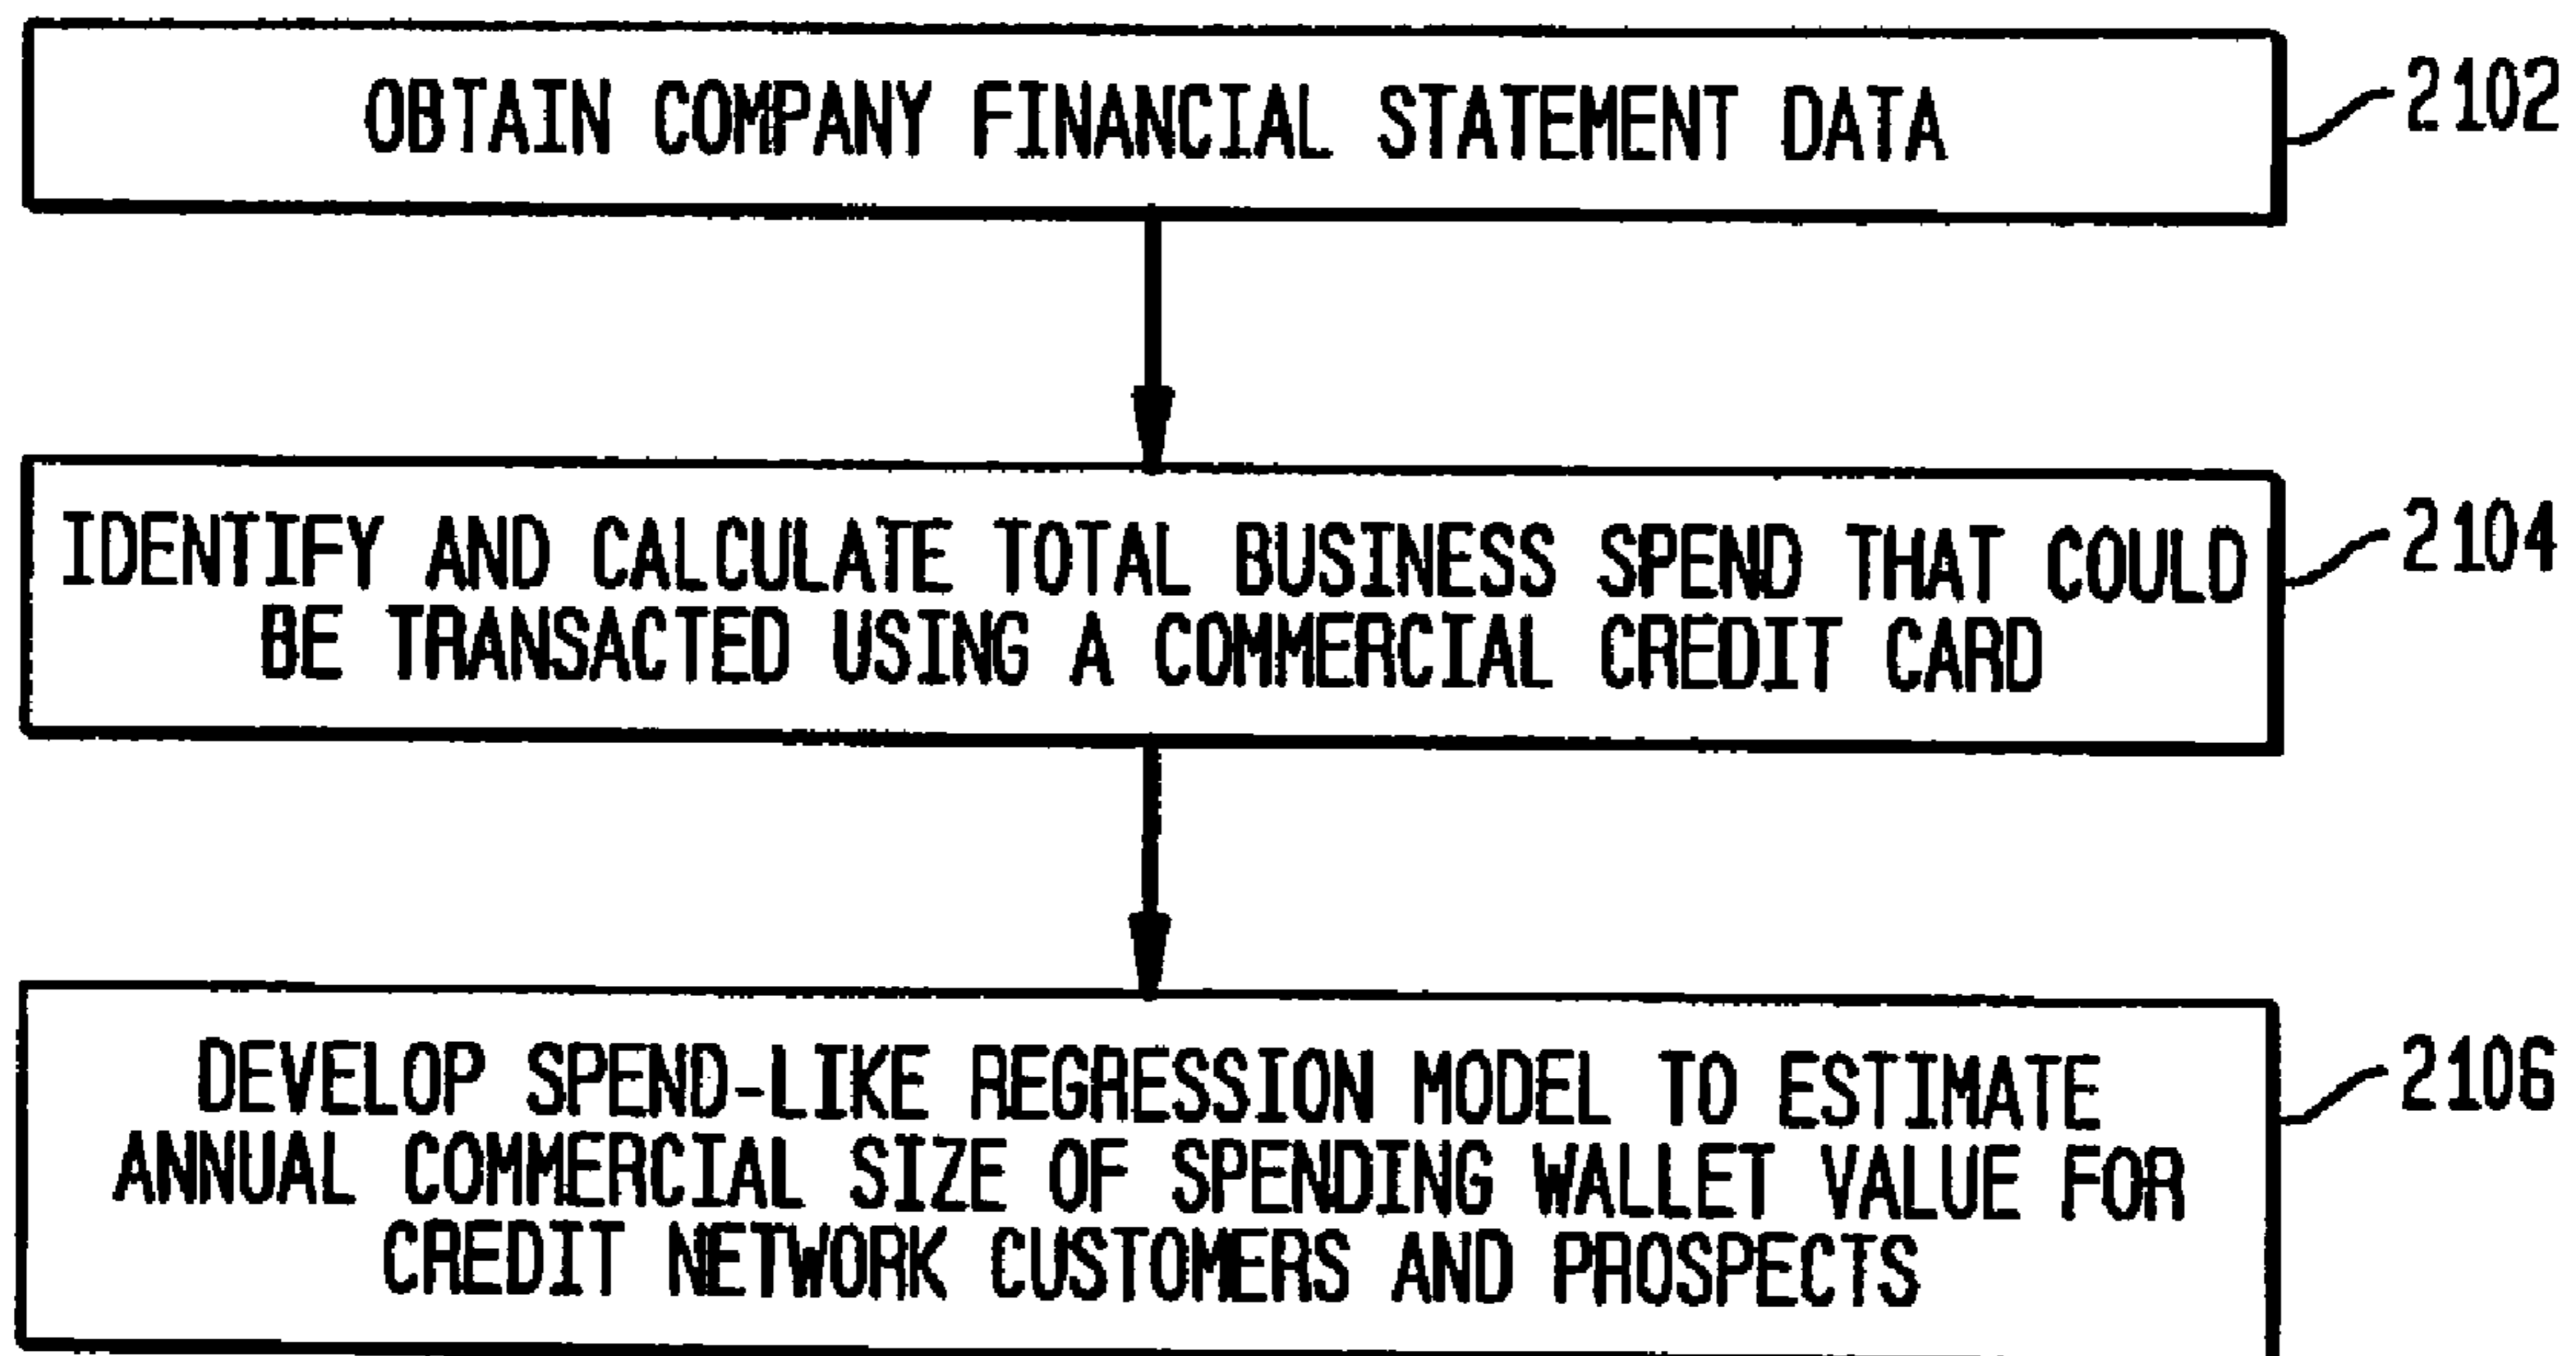 OBTAIN COMPANY FINANCIAL STATEMENT DATA
2102
IDENTIFY AND CALCULATE TOTAL BUSINESS SPEND THAT COULD
BE TRANSACTED USING A COMMERCIAL CREDIT CARD
2104
DEVELOP SPEND-LIKE REGRESSION MODEL TO ESTIMATE
ANNUAL COMMERCIAL SIZE OF SPENDING WALLET VALUE FOR
CREDIT NETWORK CUSTOMERS AND PROSPECTS
2106